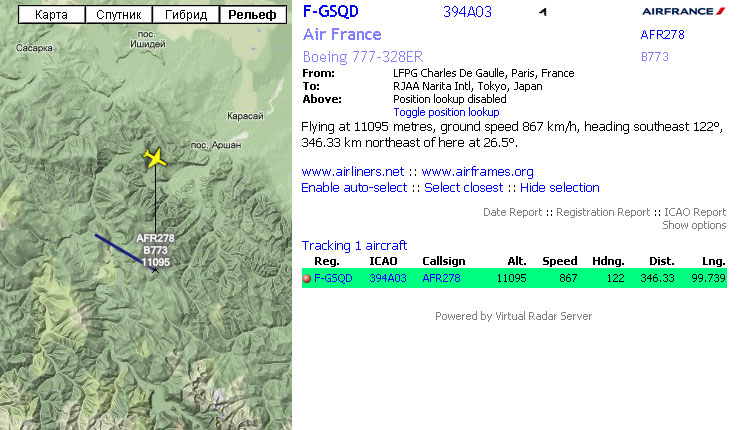 Карта
Спутник
Гибрид
Рельеф
Сасарка
пос.
Ишидей
Карасай
пос. Аршан
AFR278
B773
11095
F-GSQD 394A03 AIRFRANCE
Air France AFR278
Boeing 777-328ER B773
From: LFPG Charles De Gaulle, Paris, France
To: RJAA Narita Intl, Tokyo, Japan
Above: Position lookup disabled
Toggle position lookup
Flying at 11095 metres, ground speed 867 km/h, heading southeast 122°,
346.33 km northeast of here at 26.5°.
www.airliners.net :: www.airframes.org
Enable auto-select :: Select closest :: Hide selection
Date Report :: Registration Report :: ICAO Report
Show options
Tracking 1 aircraft
Reg. ICAO Callsign Alt. Speed Hdng. Dist. Lng.
F-GSQD 394A03 AFR278 11095 867 122 346.33 99.739
Powered by Virtual Radar Server